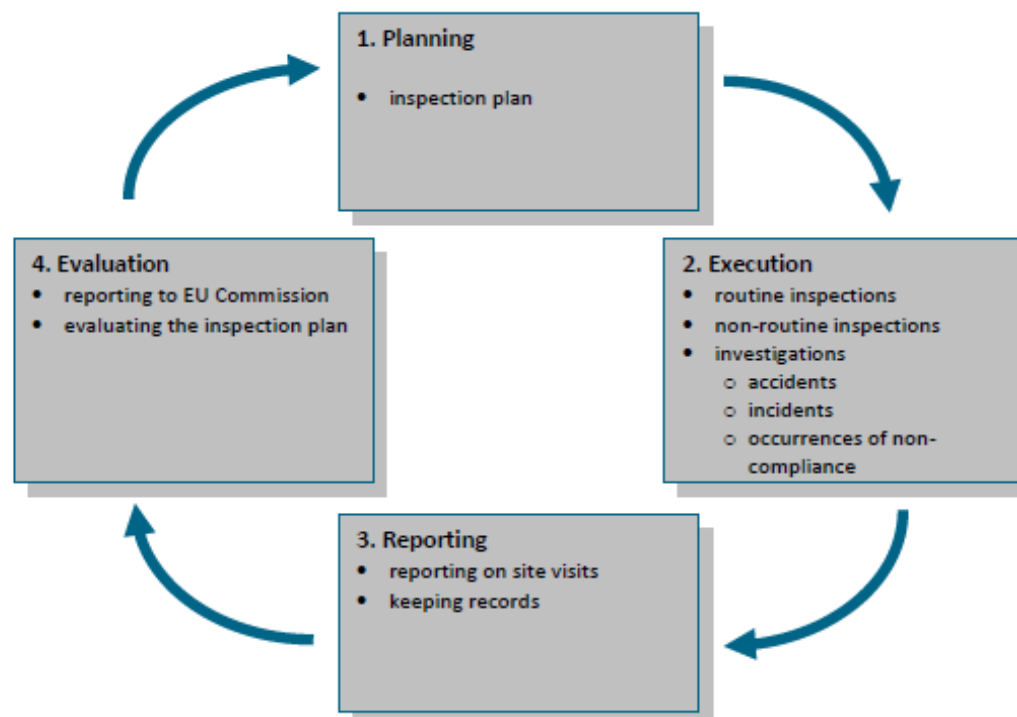 1. Planning
• inspection plan
2. Execution
• routine inspections
• non-routine inspections
• investigations
o accidents
o incidents
o occurrences of non-
compliance
3. Reporting
• reporting on site visits
• keeping records
4. Evaluation
• reporting to EU Commission
• evaluating the inspection plan